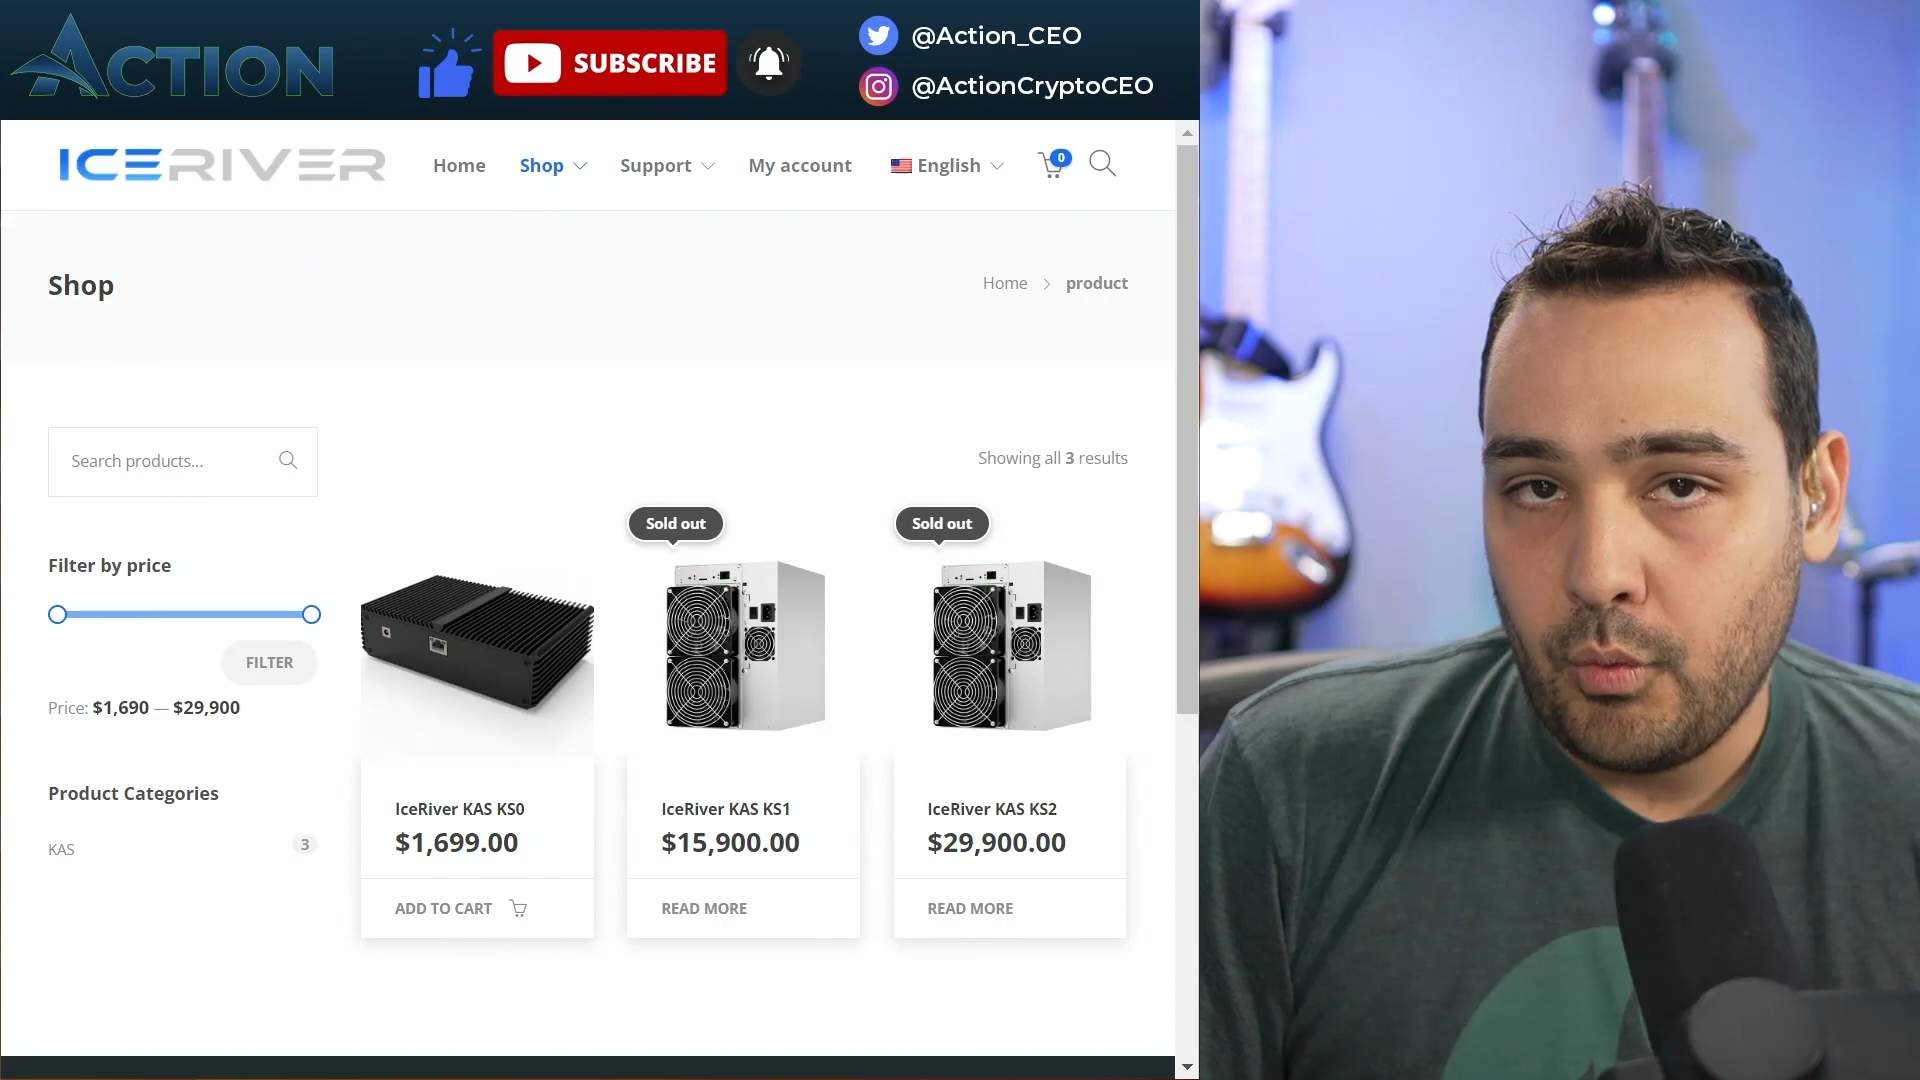 ACTION
SUBSCRIBE
@Action_CEO
@ActionCryptoCEO
ICERIVER
Home
Shop
Support
My account
English
0
Shop
Home
product
Search products...
Showing all 3 results
Sold out
Sold out
Filter by price
FILTER
Price: $1,690 — $29,900
Product Categories
KAS
3
IceRiver KAS KS0
$1,699.00
ADD TO CART
IceRiver KAS KS1
$15,900.00
READ MORE
IceRiver KAS KS2
$29,900.00
READ MORE